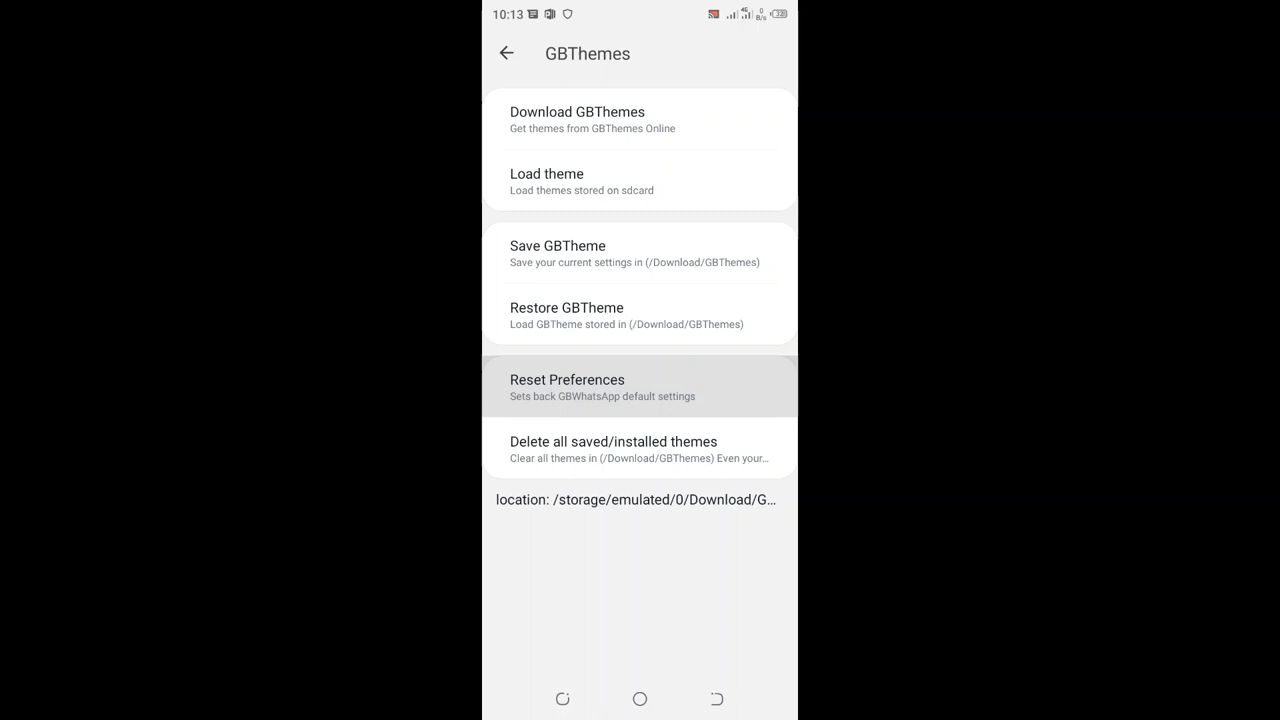 10:13
4G
0
B/s
33
GBThemes
Download GBThemes
Get themes from GBThemes Online
Load theme
Load themes stored on sdcard
Save GBTheme
Save your current settings in (/Download/GBThemes)
Restore GBTheme
Load GBTheme stored in (/Download/GBThemes)
Reset Preferences
Sets back GBWhatsApp default settings
Delete all saved/installed themes
Clear all themes in (/Download/GBThemes) Even your...
location: /storage/emulated/0/Download/G...